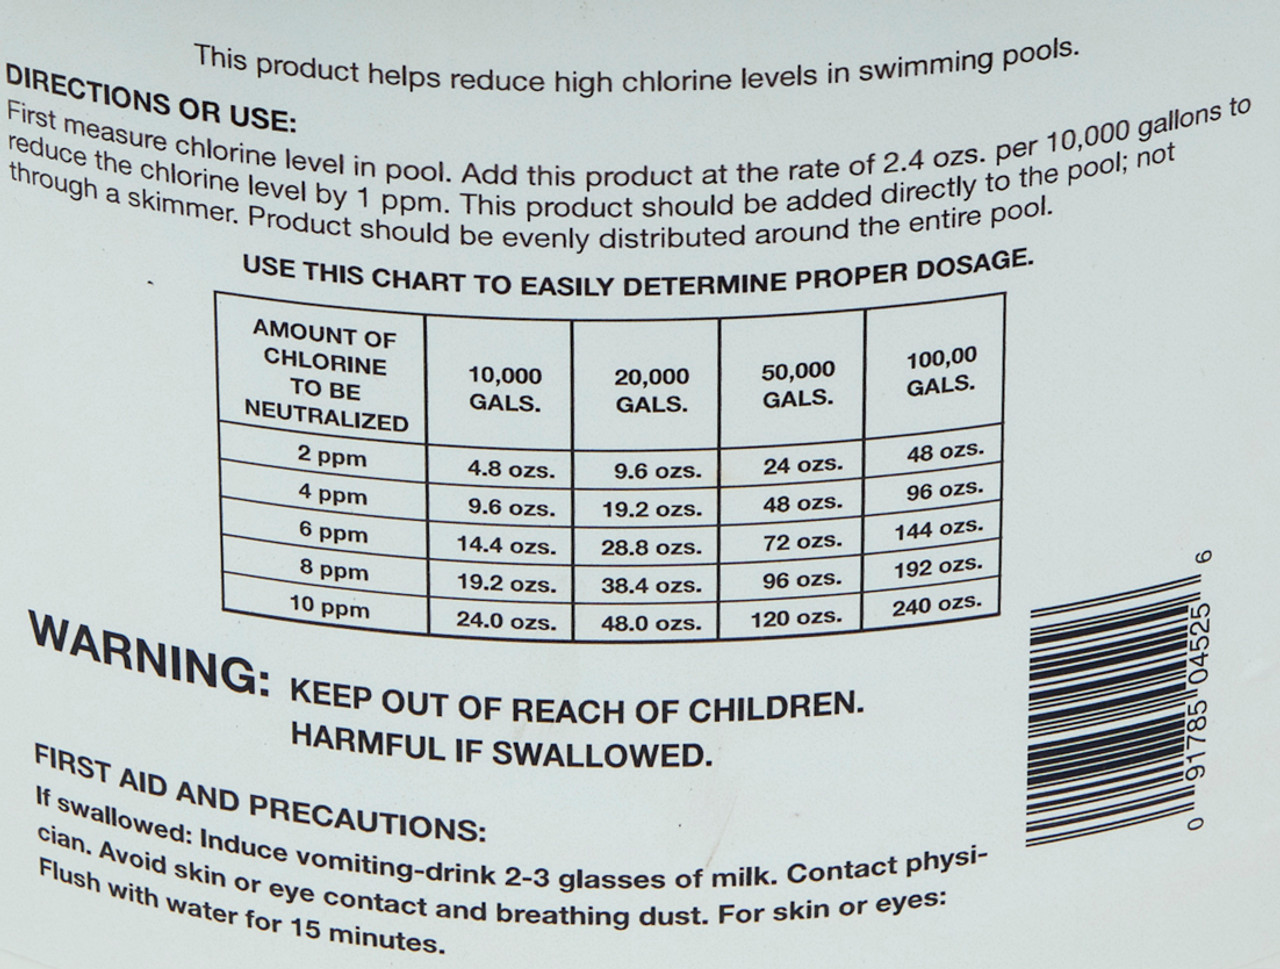 This product helps reduce high chlorine levels in swimming pools.
DIRECTIONS OR USE:
First measure chlorine level in pool. Add this product at the rate of 2.4 ozs. per 10,000 gallons to
reduce the chlorine level by 1 ppm. This product should be added directly to the pool; not
through a skimmer. Product should be evenly distributed around the entire pool.
USE THIS CHART TO EASILY DETERMINE PROPER DOSAGE.
AMOUNT OF
CHLORINE
TO BE
NEUTRALIZED
10,000
GALS.
20,000
GALS.
50,000
GALS.
100,00
GALS.
2 ppm 4.8 ozs. 9.6 ozs. 24 ozs. 48 ozs.
4 ppm 9.6 ozs. 19.2 ozs. 48 ozs. 96 ozs.
6 ppm 14.4 ozs. 28.8 ozs. 72 ozs. 144 ozs.
8 ppm 19.2 ozs. 38.4 ozs. 96 ozs. 192 ozs.
10 ppm 24.0 ozs. 48.0 ozs. 120 ozs. 240 ozs.
WARNING: KEEP OUT OF REACH OF CHILDREN.
HARMFUL IF SWALLOWED.
FIRST AID AND PRECAUTIONS:
If swallowed: Induce vomiting-drink 2-3 glasses of milk. Contact physi-
cian. Avoid skin or eye contact and breathing dust. For skin or eyes:
Flush with water for 15 minutes.
0 91785 04525 6